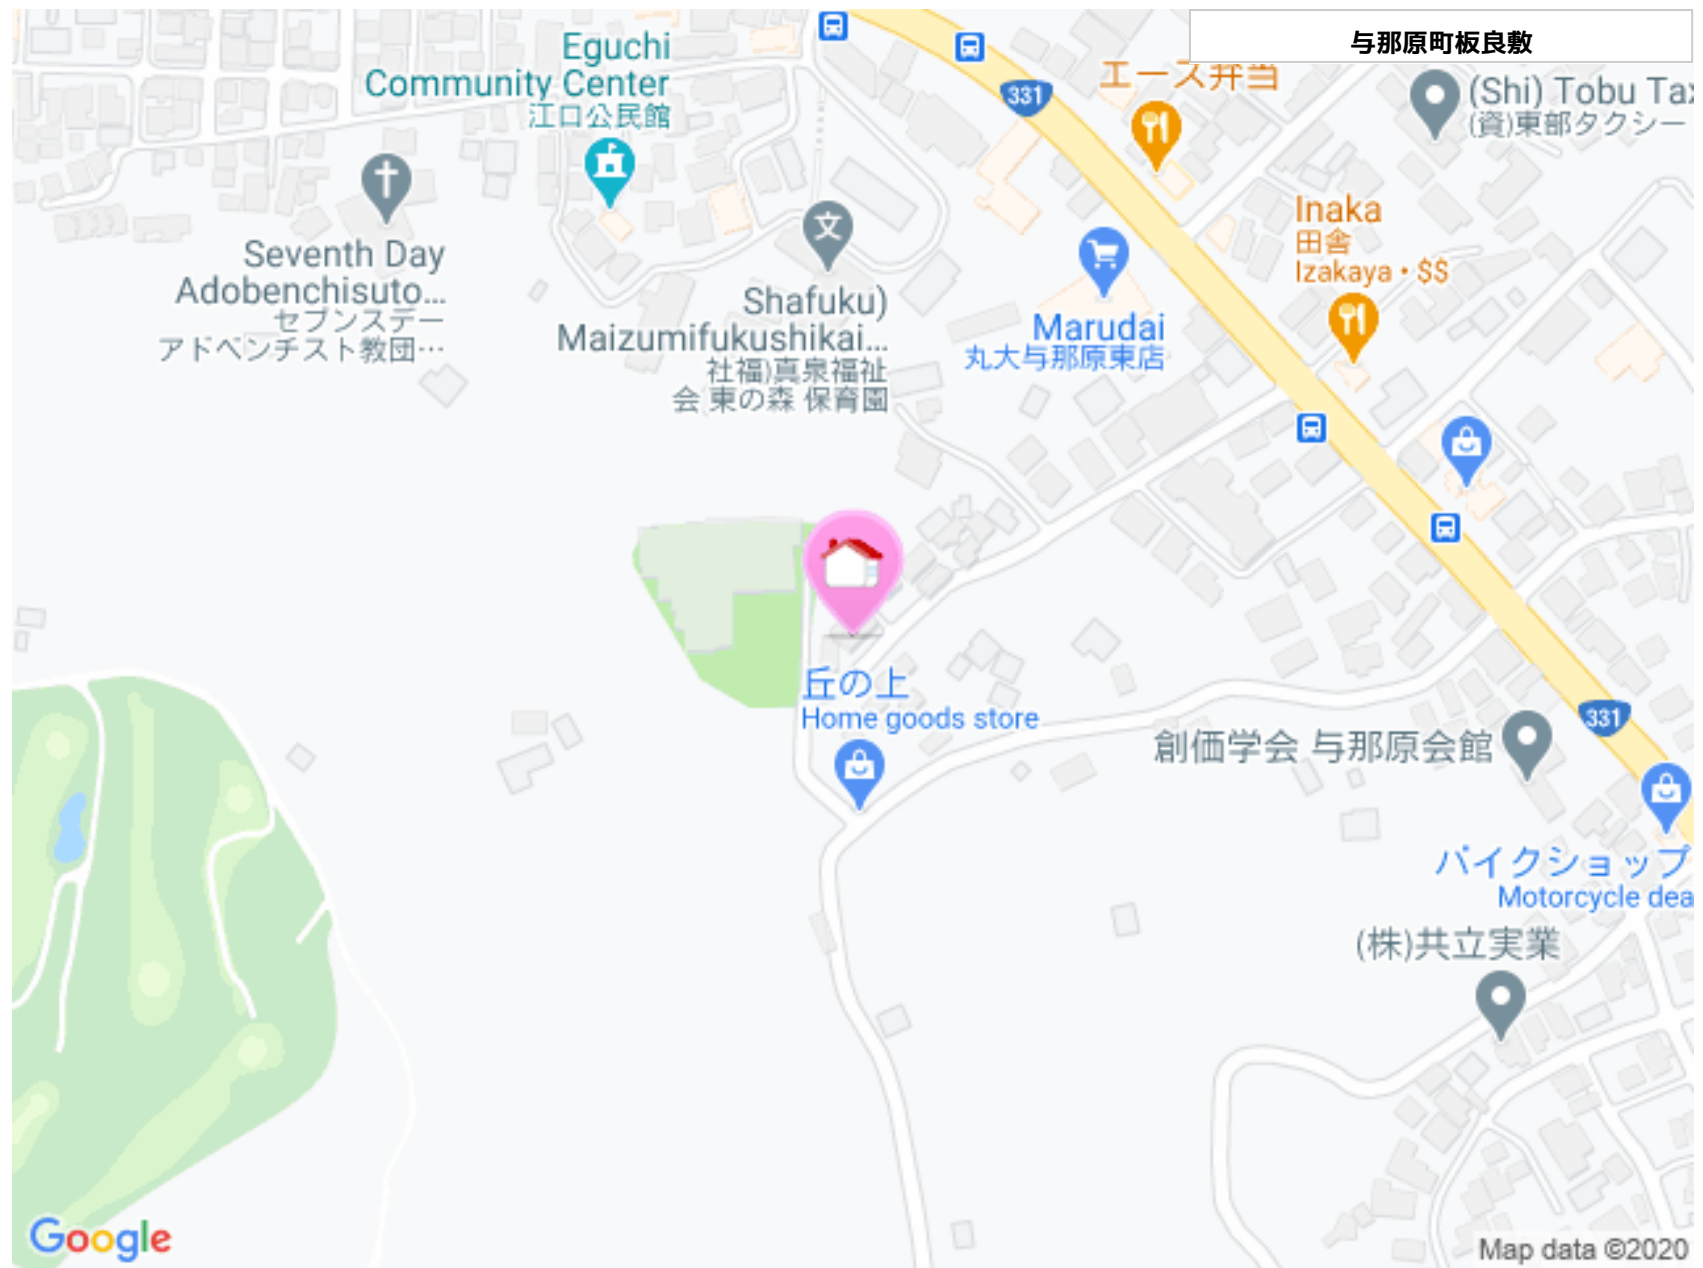 与那原町板良敷
Eguchi
Community Center
江口公民館
331
エース弁当
(Shi) Tobu Tax
(資)東部タクシー
Seventh Day
Adobenchisuto...
セブンスデー
アドベンチスト教団…
Shafuku)
Maizumifukushikai...
社福)真泉福祉
会 東の森 保育園
文
Inaka
田舎
Izakaya • $$
Marudai
丸大与那原東店
丘の上
Home goods store
創価学会 与那原会館
331
バイクショップ
Motorcycle dea
(株)共立実業
Google
Map data ©2020